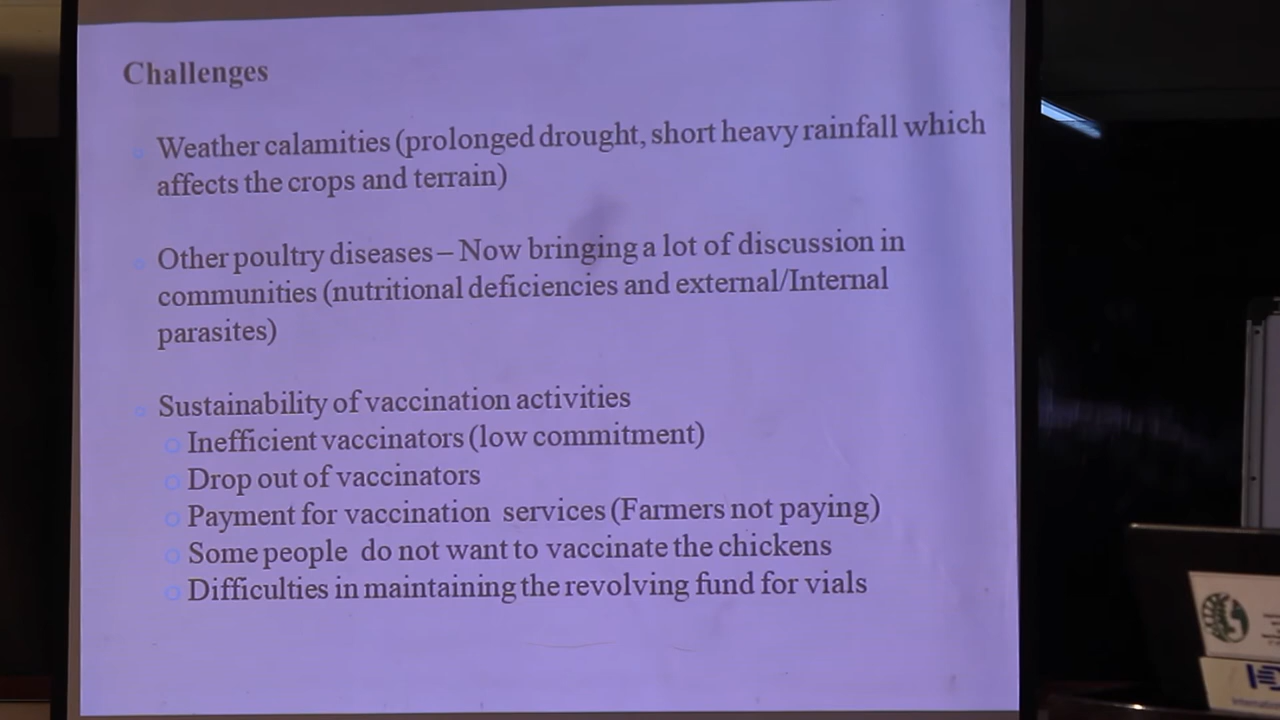 Challenges
Weather calamities (prolonged drought, short heavy rainfall which
affects the crops and terrain)
Other poultry diseases – Now bringing a lot of discussion in
communities (nutritional deficiencies and external/Internal
parasites)
Sustainability of vaccination activities
Inefficient vaccinators (low commitment)
Drop out of vaccinators
Payment for vaccination services (Farmers not paying)
Some people do not want to vaccinate the chickens
Difficulties in maintaining the revolving fund for vials